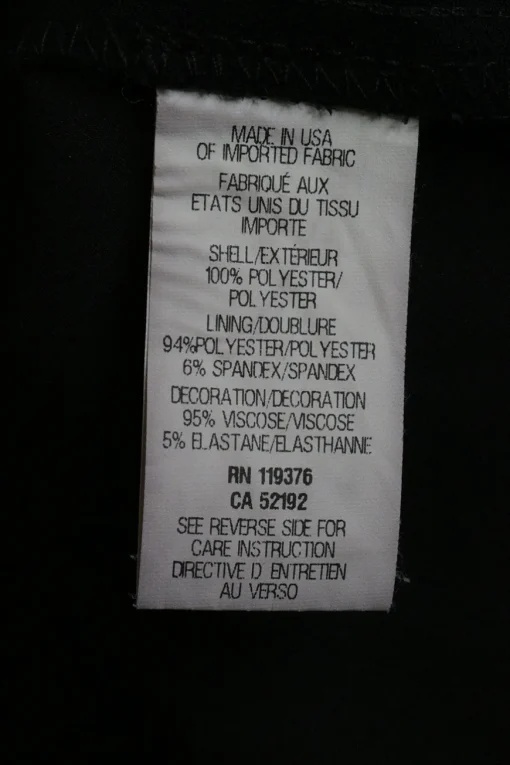 MADE IN USA
OF IMPORTED FABRIC
FABRIQUÉ AUX
ETATS UNIS DU TISSU
IMPORTE
SHELL/EXTÉRIEUR
100% POLYESTER/
POLYESTER
LINING/DOUBLURE
94%POLYESTER/POLYESTER
6% SPANDEX/SPANDEX
DECORATION/DECORATION
95% VISCOSE/VISCOSE
5% ELASTANE/ELASTHANNE
RN 119376
CA 52192
SEE REVERSE SIDE FOR
CARE INSTRUCTION
DIRECTIVE D ENTRETIEN
AU VERSO